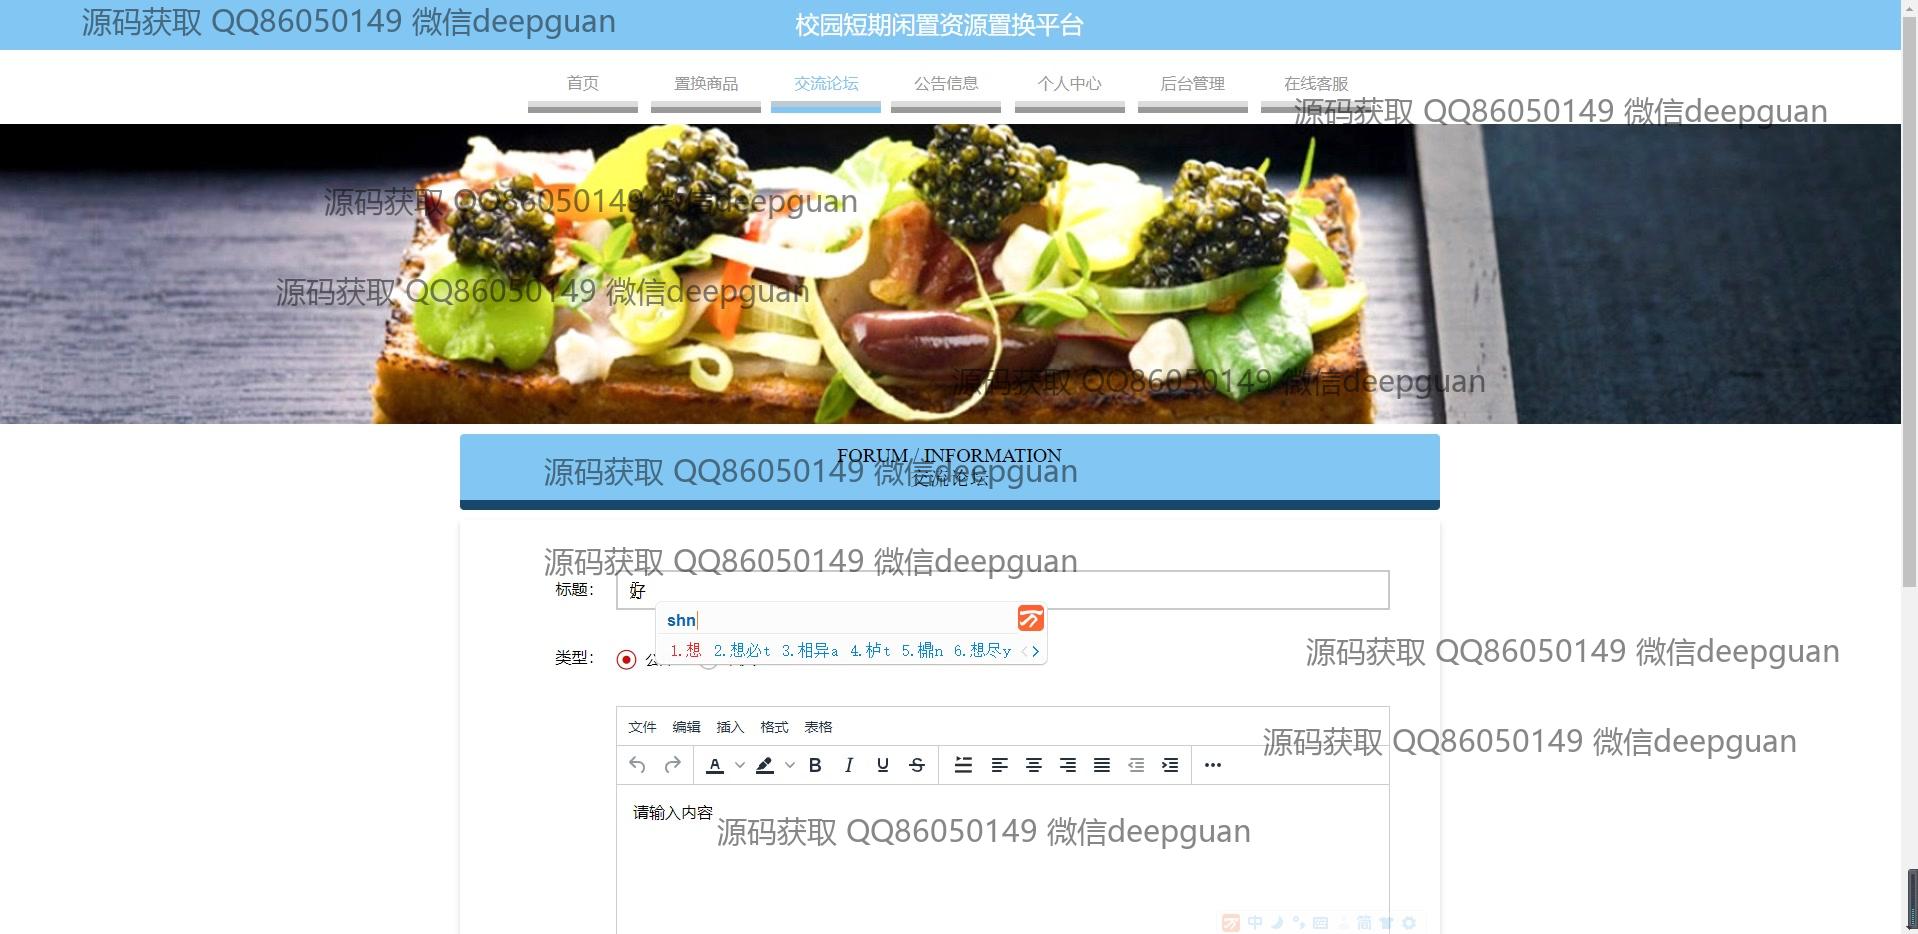 源码获取 QQ86050149 微信deepguan
校园短期闲置资源置换平台
首页 置换商品 交流论坛 公告信息 个人中心 后台管理 在线客服
源码获取 QQ86050149 微信deepguan
源码获取 QQ86050149 微信deepguan
源码获取 QQ86050149 微信deepguan
源码获取 QQ86050149 微信deepguan
FORUM / INFORMATION
源码获取 QQ86050149 微信deepguan
交流论坛
源码获取 QQ86050149 微信deepguan
标题: 好
shn
1.想 2.想必t 3.相异a 4.栌t 6.想尽y
类型:
源码获取 QQ86050149 微信deepguan
文件 编辑 插入 格式 表格
源码获取 QQ86050149 微信deepguan
A B I U S
请输入内容
源码获取 QQ86050149 微信deepguan
中 简